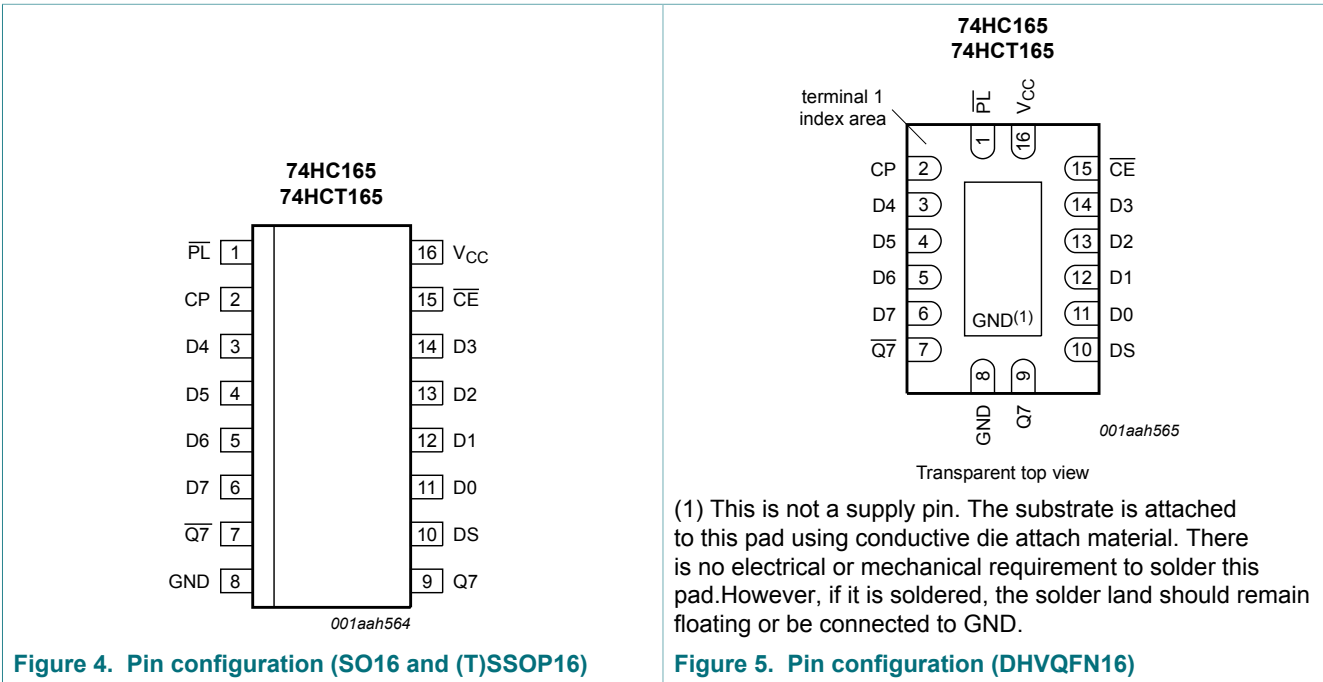 74HC165
74HCT165
P̅L̅ 1
16 VCC
CP 2
15 C̅E̅
D4 3
14 D3
D5 4
13 D2
D6 5
12 D1
D7 6
11 D0
Q̅7̅ 7
10 DS
GND 8
9 Q7
001aah564
Figure 4. Pin configuration (SO16 and (T)SSOP16)
74HC165
74HCT165
terminal 1
index area
P̅L̅ VCC
1 16
CP 2
15 C̅E̅
D4 3
14 D3
D5 4
13 D2
D6 5
12 D1
D7 6
11 D0
GND(1)
Q̅7̅ 7
10 DS
8 9
GND Q7
001aah565
Transparent top view
(1) This is not a supply pin. The substrate is attached
to this pad using conductive die attach material. There
is no electrical or mechanical requirement to solder this
pad.However, if it is soldered, the solder land should remain
floating or be connected to GND.
Figure 5. Pin configuration (DHVQFN16)